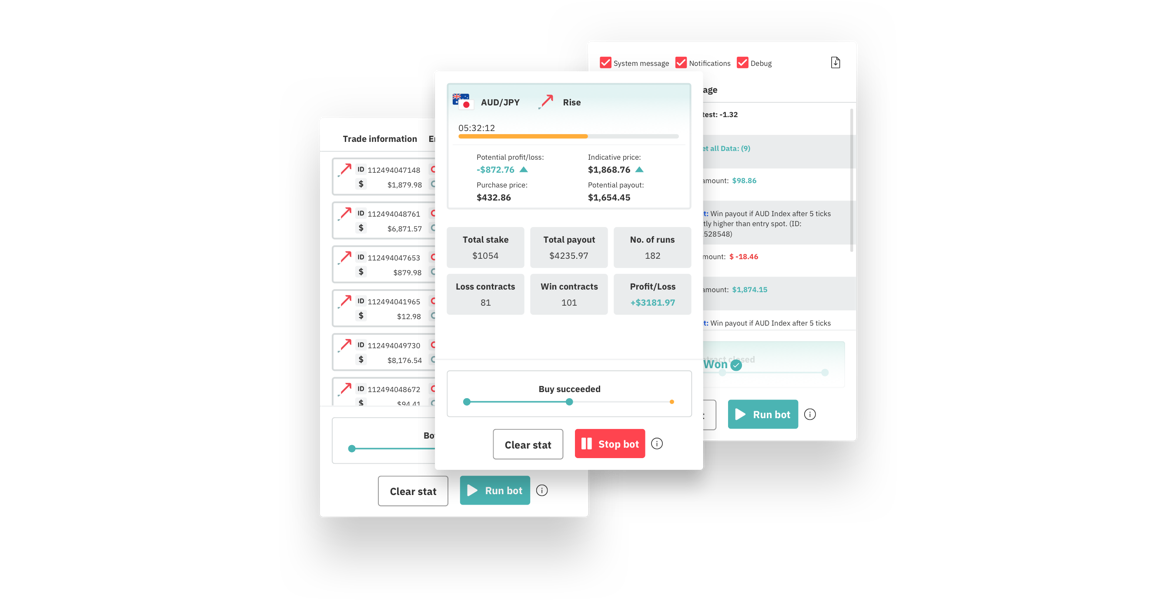 System message Notifications Debug
age
test: -1.32
et all Data: (9)
amount: $98.86
t: Win payout if AUD Index after 5 ticks
tly higher than entry spot. (ID:
528548)
mount: $ -18.46
amount: $1,874.15
t: Win payout if AUD Index after 5 ticks
Won
Run bot
AUD/JPY Rise
05:32:12
Potential profit/loss: Indicative price:
-$872.76 $1,868.76
Purchase price: Potential payout:
$432.86 $1,654.45
Total stake Total payout No. of runs
$1054 $4235.97 182
Loss contracts Win contracts Profit/Loss
81 101 +$3181.97
Buy succeeded
Clear stat Stop bot
Trade information E
ID 112494047148
$ $1,879.98
ID 112494048761
$ $6,871.57
ID 112494047653
$ $879.98
ID 112494041965
$ $12.98
ID 112494049730
$ $8,176.54
ID 112494048672
$ $94.41
Bo
Clear stat Run bot